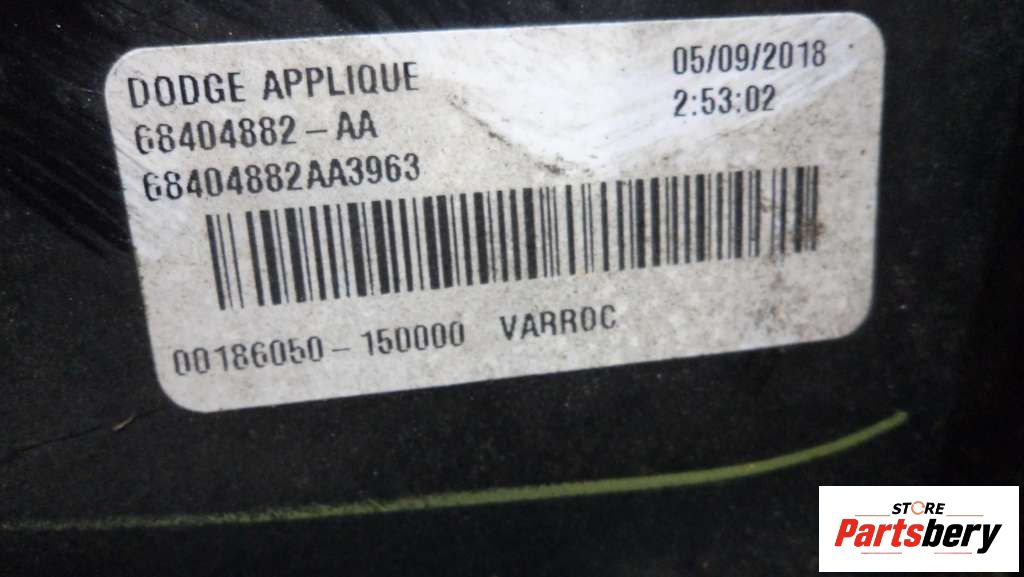 DODGE APPLIQUE
05/09/2018
68404882-AA
2:53:02
68404882AA3963
00186050-150000 VARROC
STORE
Partsbery